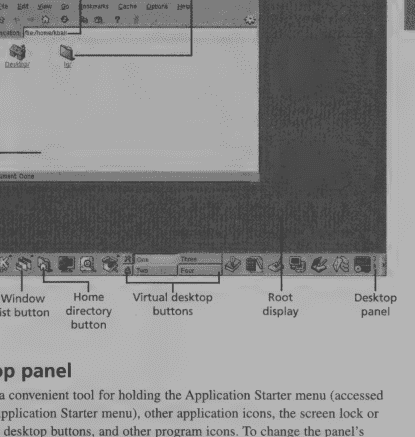 File Edit View Go Bookmarks Cache Options Help
file:/home/kball
Desktop/ lg/
Document: Done
One Three
Two Four
Window Home Virtual desktop Root Desktop
list button directory buttons display panel
button
op panel
a convenient tool for holding the Application Starter menu (accessed
Application Starter menu), other application icons, the screen lock or
desktop buttons, and other program icons. To change the panel's